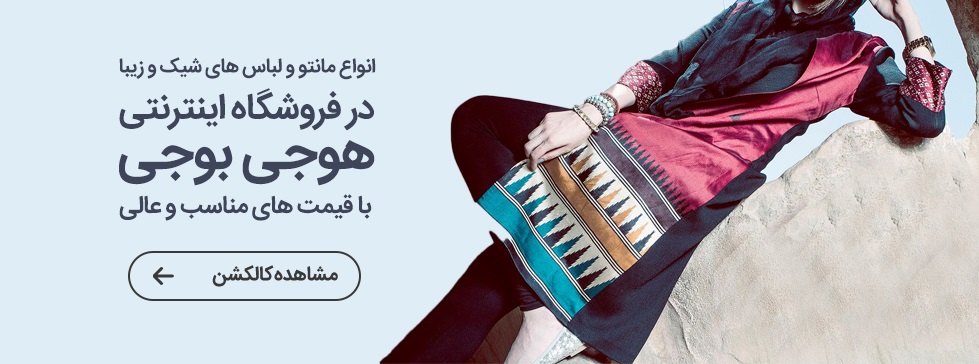 انواع مانتو و لباس های شیک و زیبا
در فروشگاه اینترنتی
هوجی بوجی
با قیمت های مناسب و عالی
مشاهده کالکشن